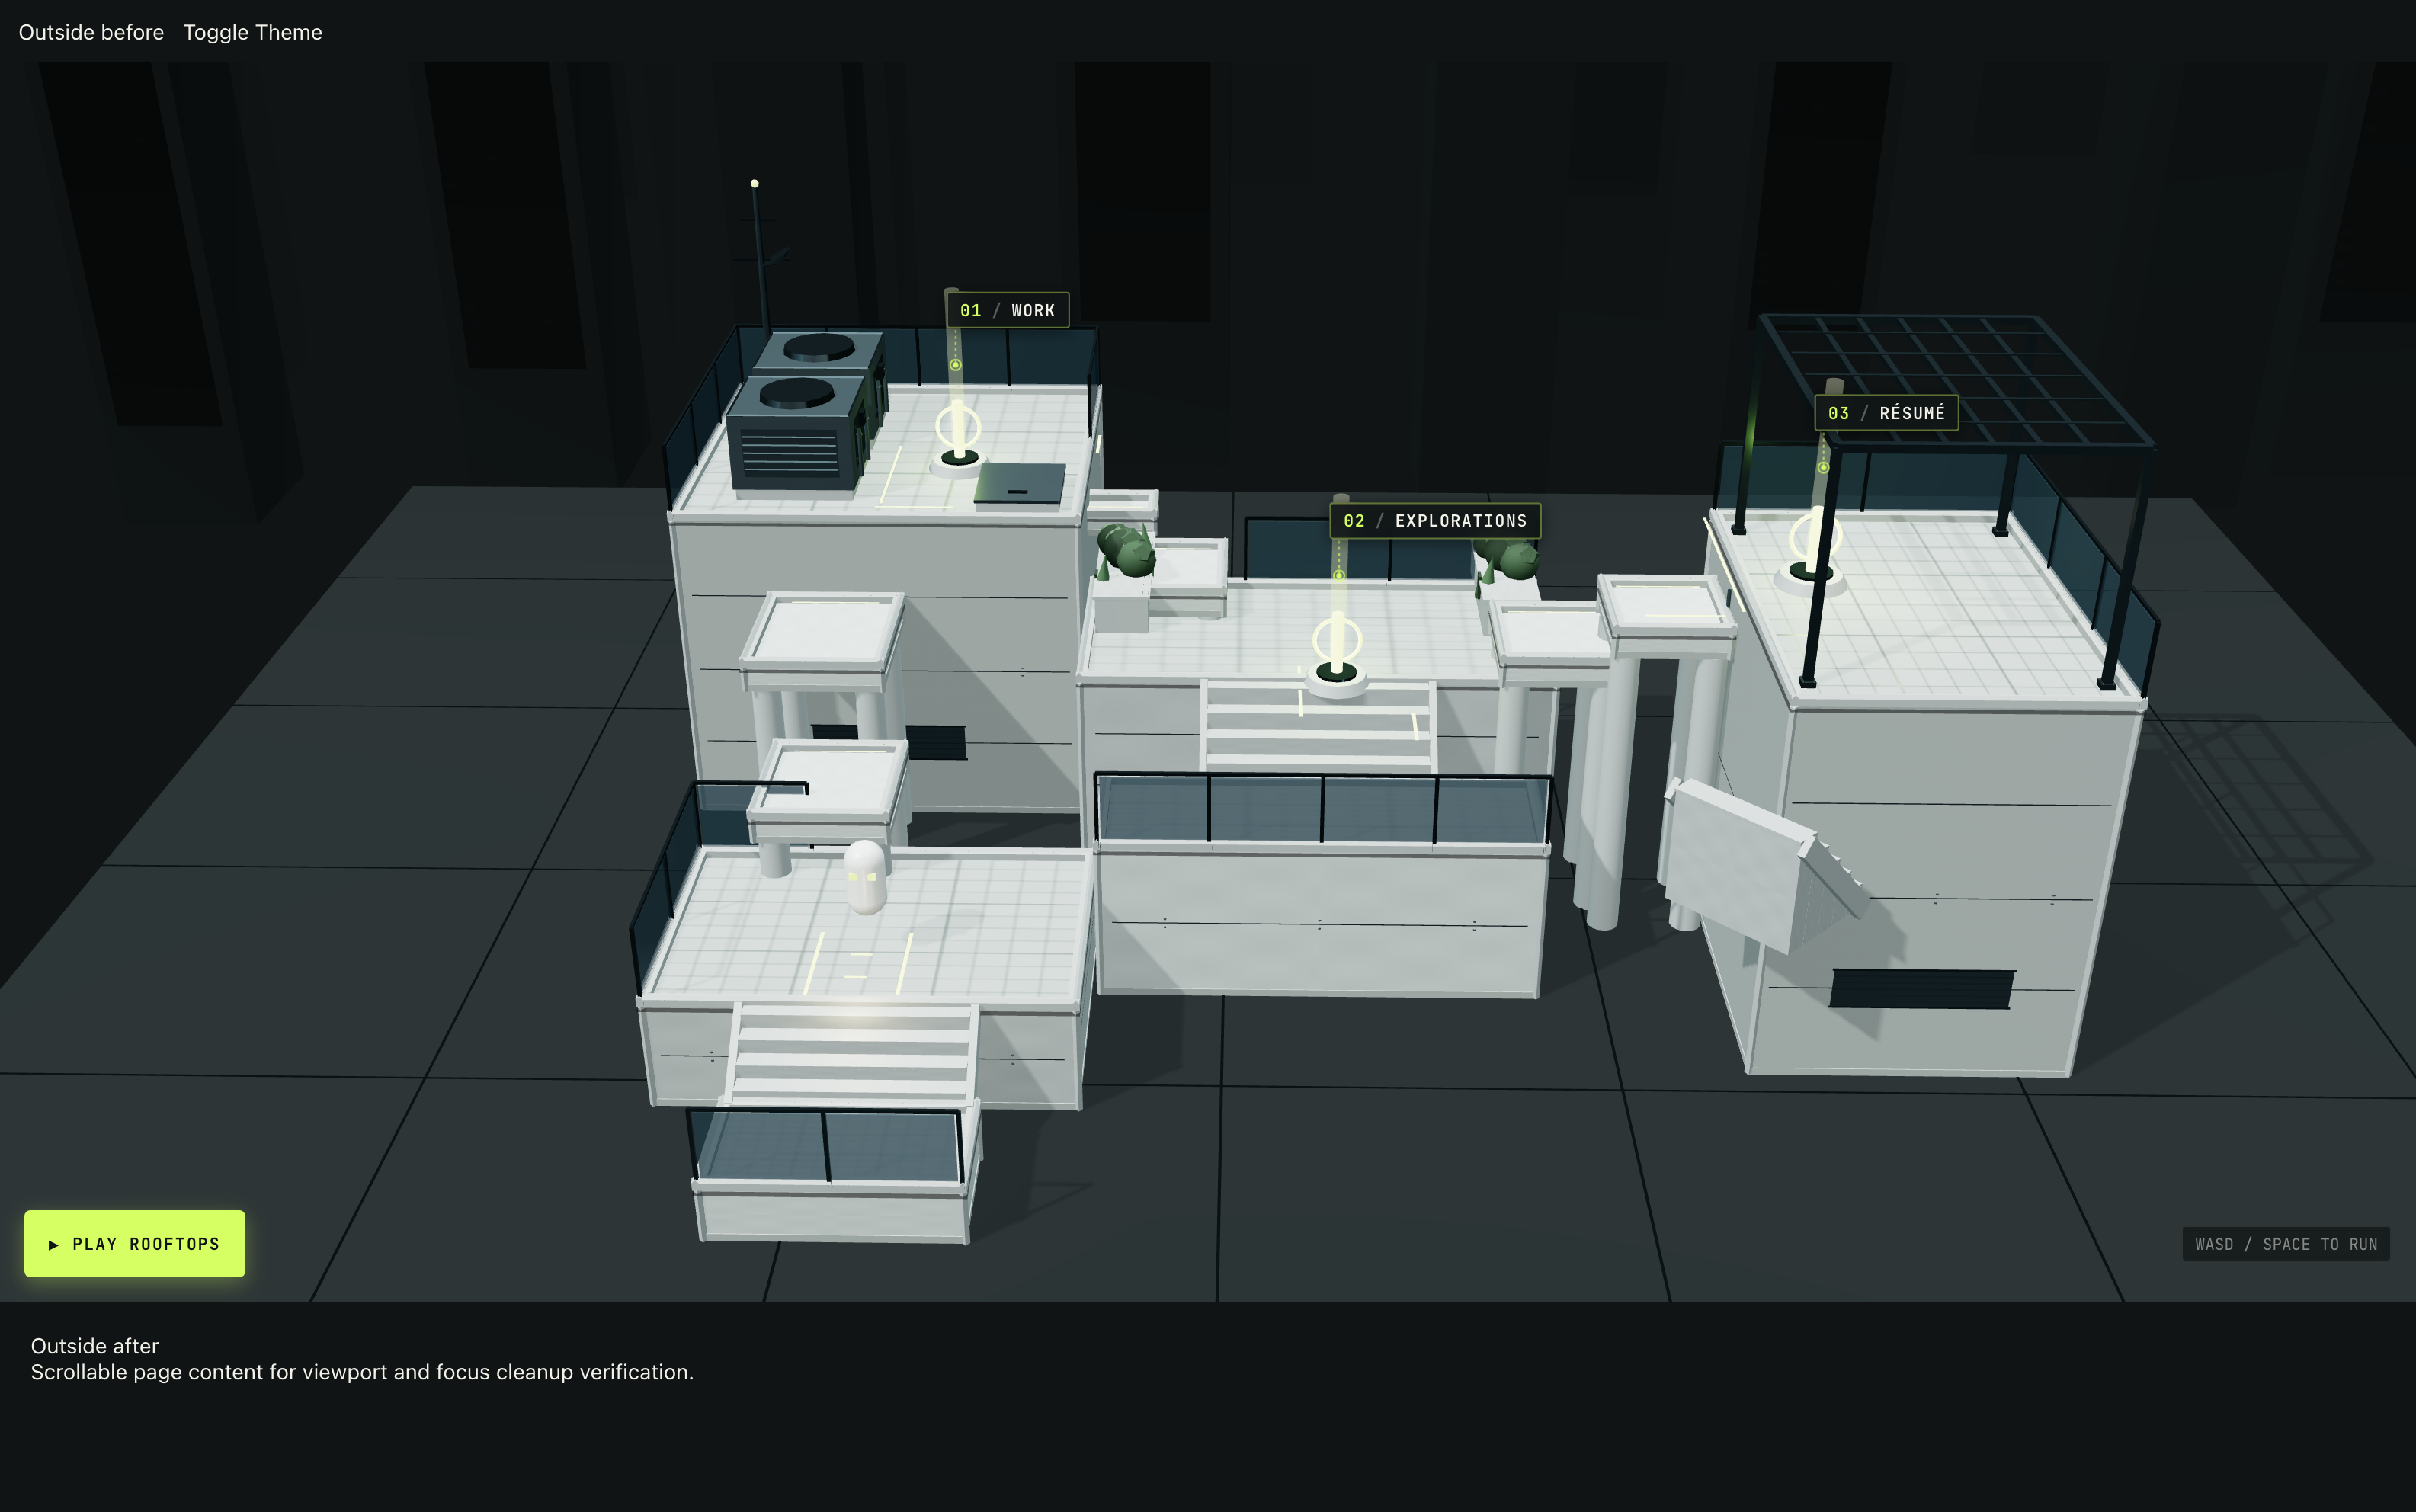 Outside before Toggle Theme
01 / WORK
03 / RÉSUMÉ
02 / EXPLORATIONS
▶ PLAY ROOFTOPS
WASD / SPACE TO RUN
Outside after
Scrollable page content for viewport and focus cleanup verification.